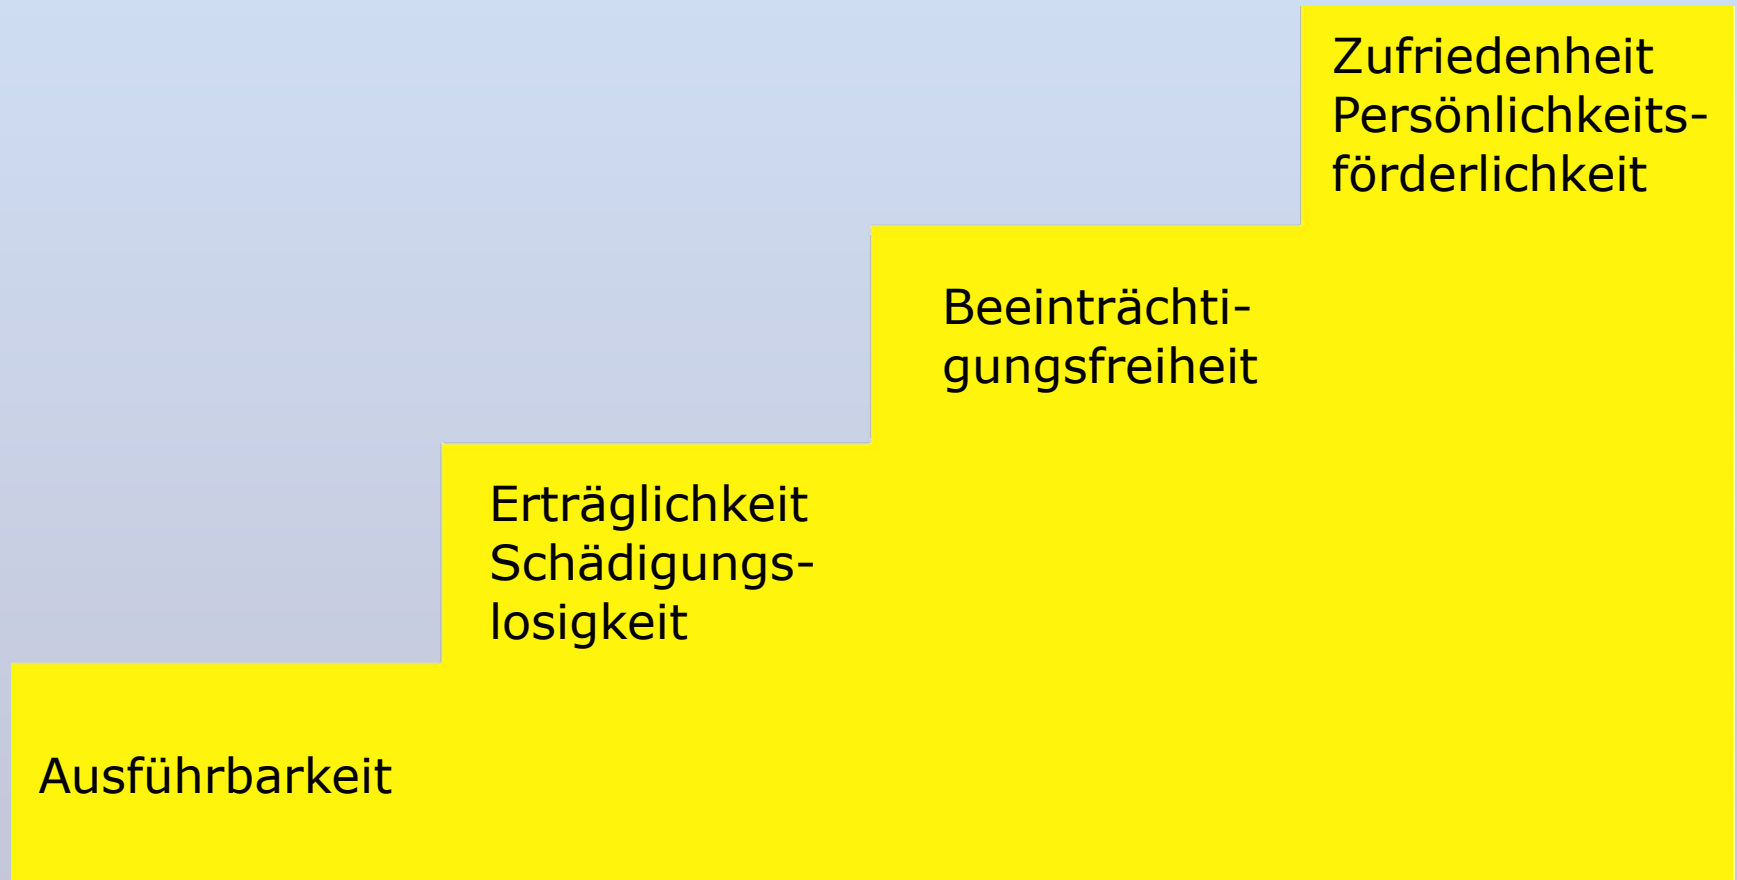 Zufriedenheit
Persönlichkeits-
förderlichkeit
Beeinträchti-
gungsfreiheit
Erträglichkeit
Schädigungs-
losigkeit
Ausführbarkeit